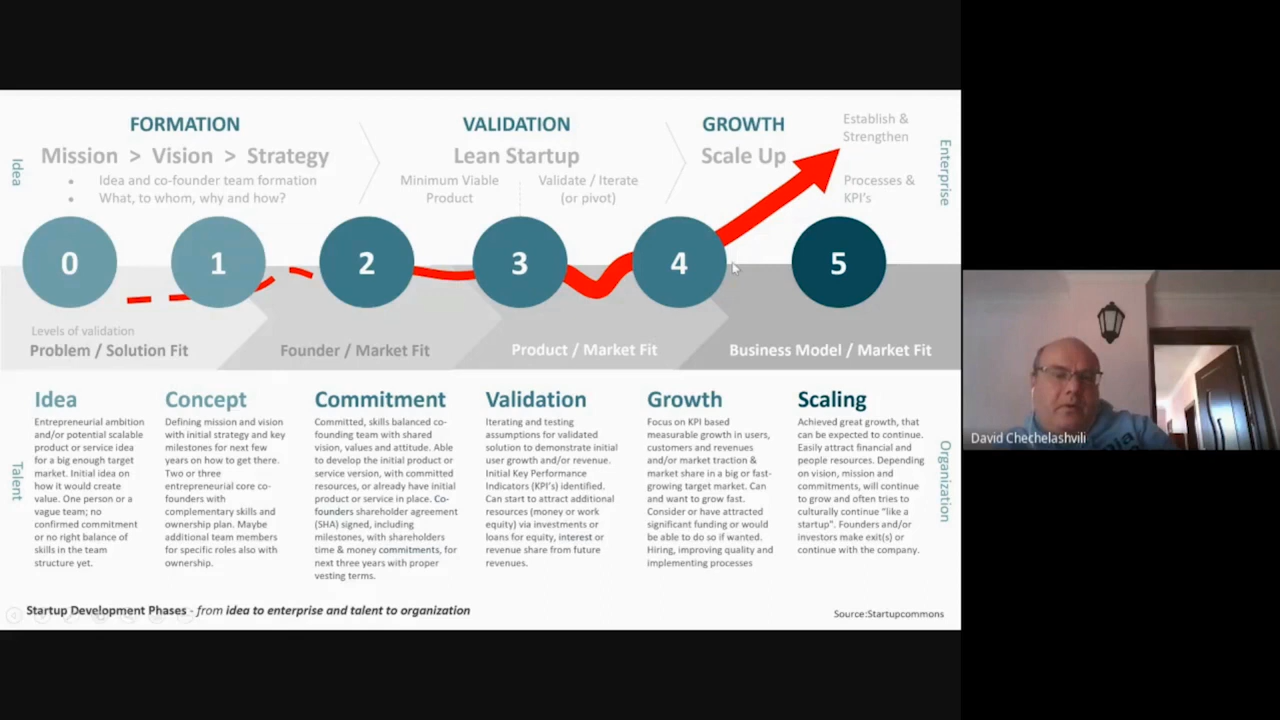 FORMATION
Mission > Vision > Strategy
• Idea and co-founder team formation
• What, to whom, why and how?
VALIDATION
Lean Startup
Minimum Viable
Product
Validate / Iterate
(or pivot)
GROWTH
Scale Up
Establish &
Strengthen
Processes &
KPI's
Idea
Enterprise
0
1
2
3
4
5
Levels of validation
Problem / Solution Fit
Founder / Market Fit
Product / Market Fit
Business Model / Market Fit
Talent
Organization
Idea
Entrepreneurial ambition
and/or potential scalable
product or service idea
for a big enough target
market. Initial idea on
how it would create
value. One person or a
vague team; no
confirmed commitment
or no right balance of
skills in the team
structure yet.
Concept
Defining mission and vision
with initial strategy and key
milestones for next few
years on how to get there.
Two or three
entrepreneurial core co-
founders with
complementary skills and
ownership plan. Maybe
additional team members
for specific roles also with
ownership.
Commitment
Committed, skills balanced co-
founding team with shared
vision, values and attitude. Able
to develop the initial product or
service version, with committed
resources, or already have initial
product or service in place. Co-
founders shareholder agreement
(SHA) signed, including
milestones, with shareholders
time & money commitments, for
next three years with proper
vesting terms.
Validation
Iterating and testing
assumptions for validated
solution to demonstrate initial
user growth and/or revenue.
Initial Key Performance
Indicators (KPI's) identified.
Can start to attract additional
resources (money or work
equity) via investments or
loans for equity, interest or
revenue share from future
revenues.
Growth
Focus on KPI based
measurable growth in users,
customers and revenues
and/or market traction &
market share in a big or fast-
growing target market. Can
and want to grow fast.
Consider or have attracted
significant funding or would
be able to do so if wanted.
Hiring, improving quality and
implementing processes
Scaling
Achieved great growth, that
can be expected to continue.
Easily attract financial and
people resources. Depending
on vision, mission and
commitments, will continue
to grow and often tries to
culturally continue "like a
startup". Founders and/or
investors make exit(s) or
continue with the company.
Startup Development Phases - from idea to enterprise and talent to organization
Source:Startupcommons
David Chechelashvili